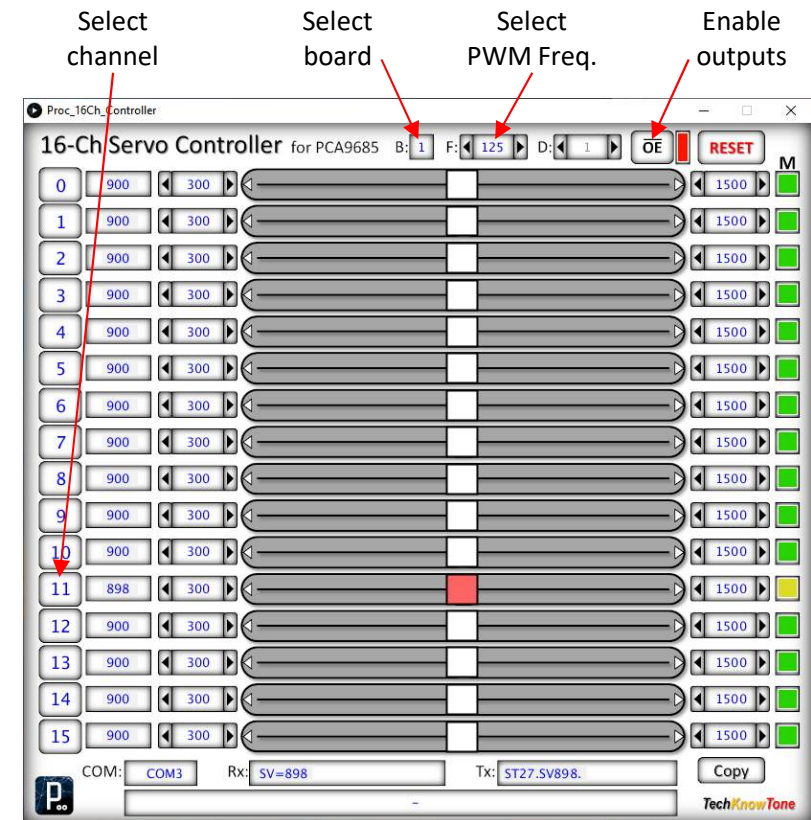 Select channel
Select board
Select PWM Freq.
Enable outputs
Proc_16Ch_Controller
16-Ch Servo Controller for PCA9685 B: 1 F: 125 D: 1 OE RESET
M
0 900 300 1500
1 900 300 1500
2 900 300 1500
3 900 300 1500
4 900 300 1500
5 900 300 1500
6 900 300 1500
7 900 300 1500
8 900 300 1500
9 900 300 1500
10 900 300 1500
11 898 300 1500
12 900 300 1500
13 900 300 1500
14 900 300 1500
15 900 300 1500
COM: COM3 Rx: SV=898 Tx: ST27.SV898. Copy
P. – TechKnowTone